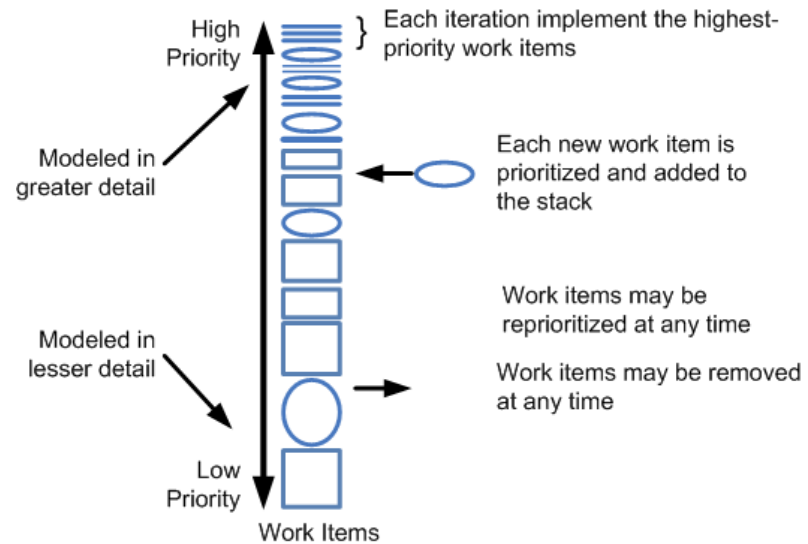 High
Priority
Each iteration implement the highest-
priority work items
Modeled in
greater detail
Each new work item is
prioritized and added to
the stack
Work items may be
reprioritized at any time
Modeled in
lesser detail
Work items may be removed
at any time
Low
Priority
Work Items